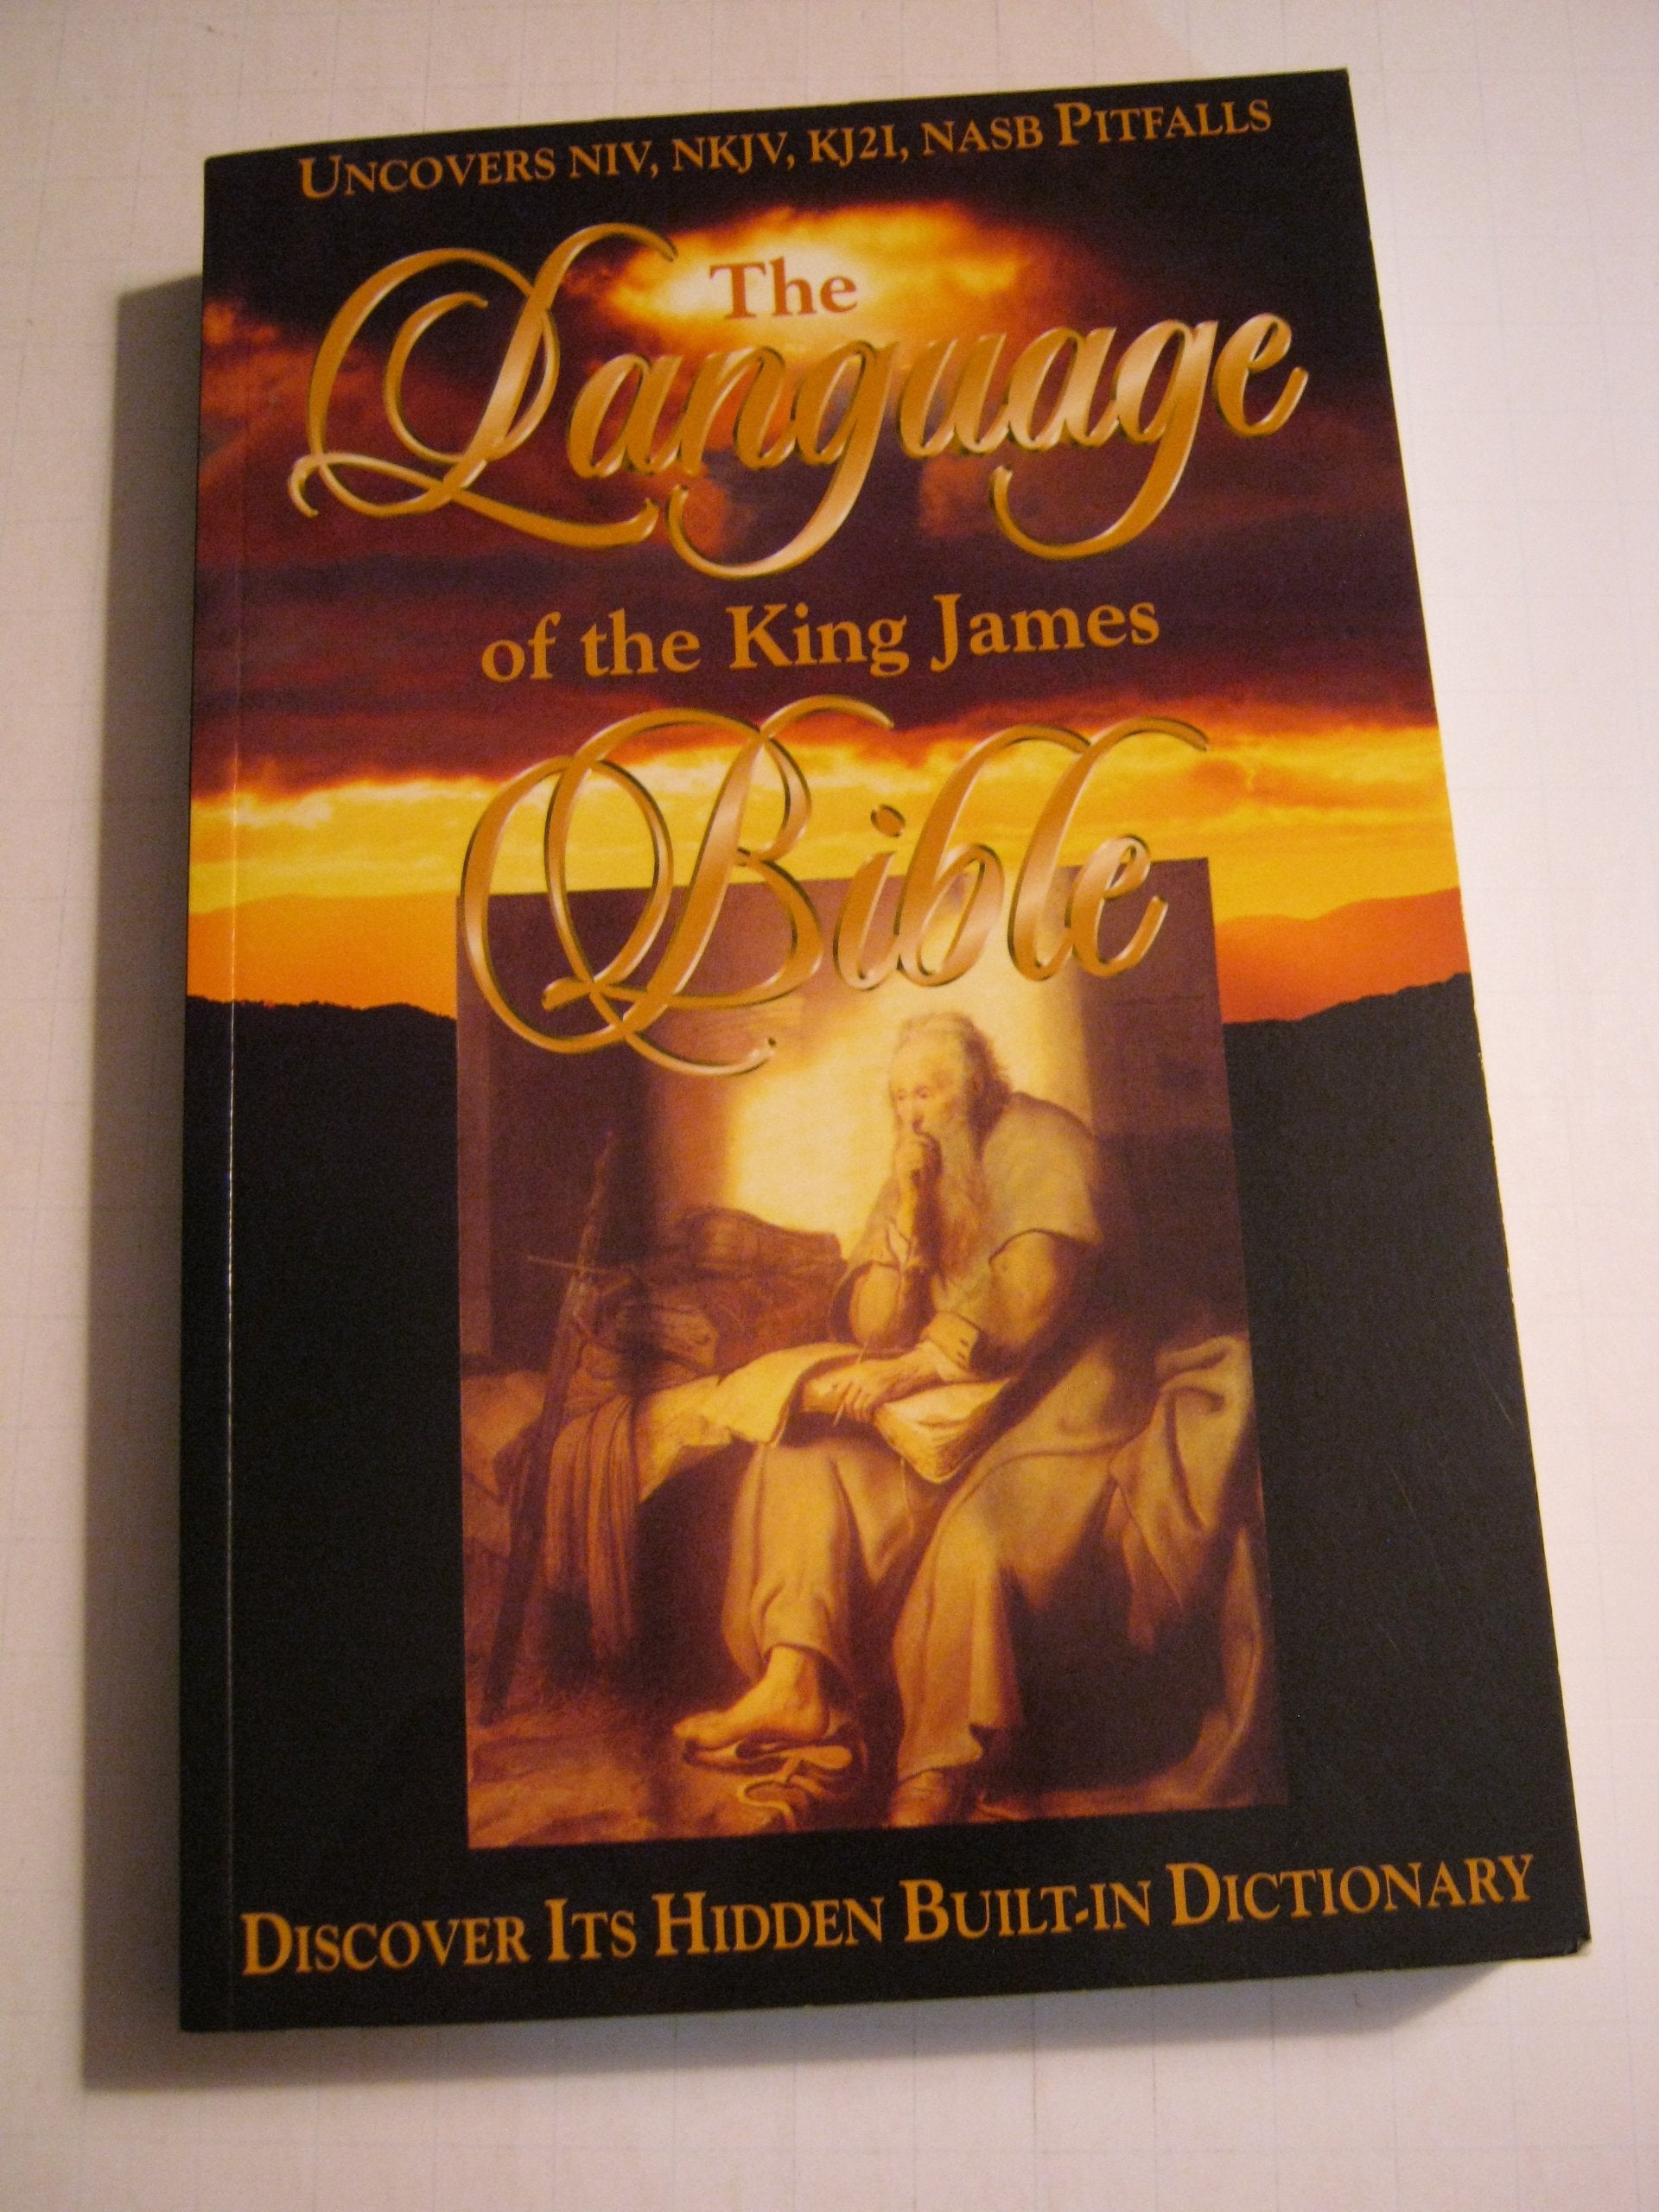 UNCOVERS NIV, NKJV, KJ21, NASB PITFALLS
The
Language
of the King James
Bible
DISCOVER ITS HIDDEN BUILT-IN DICTIONARY